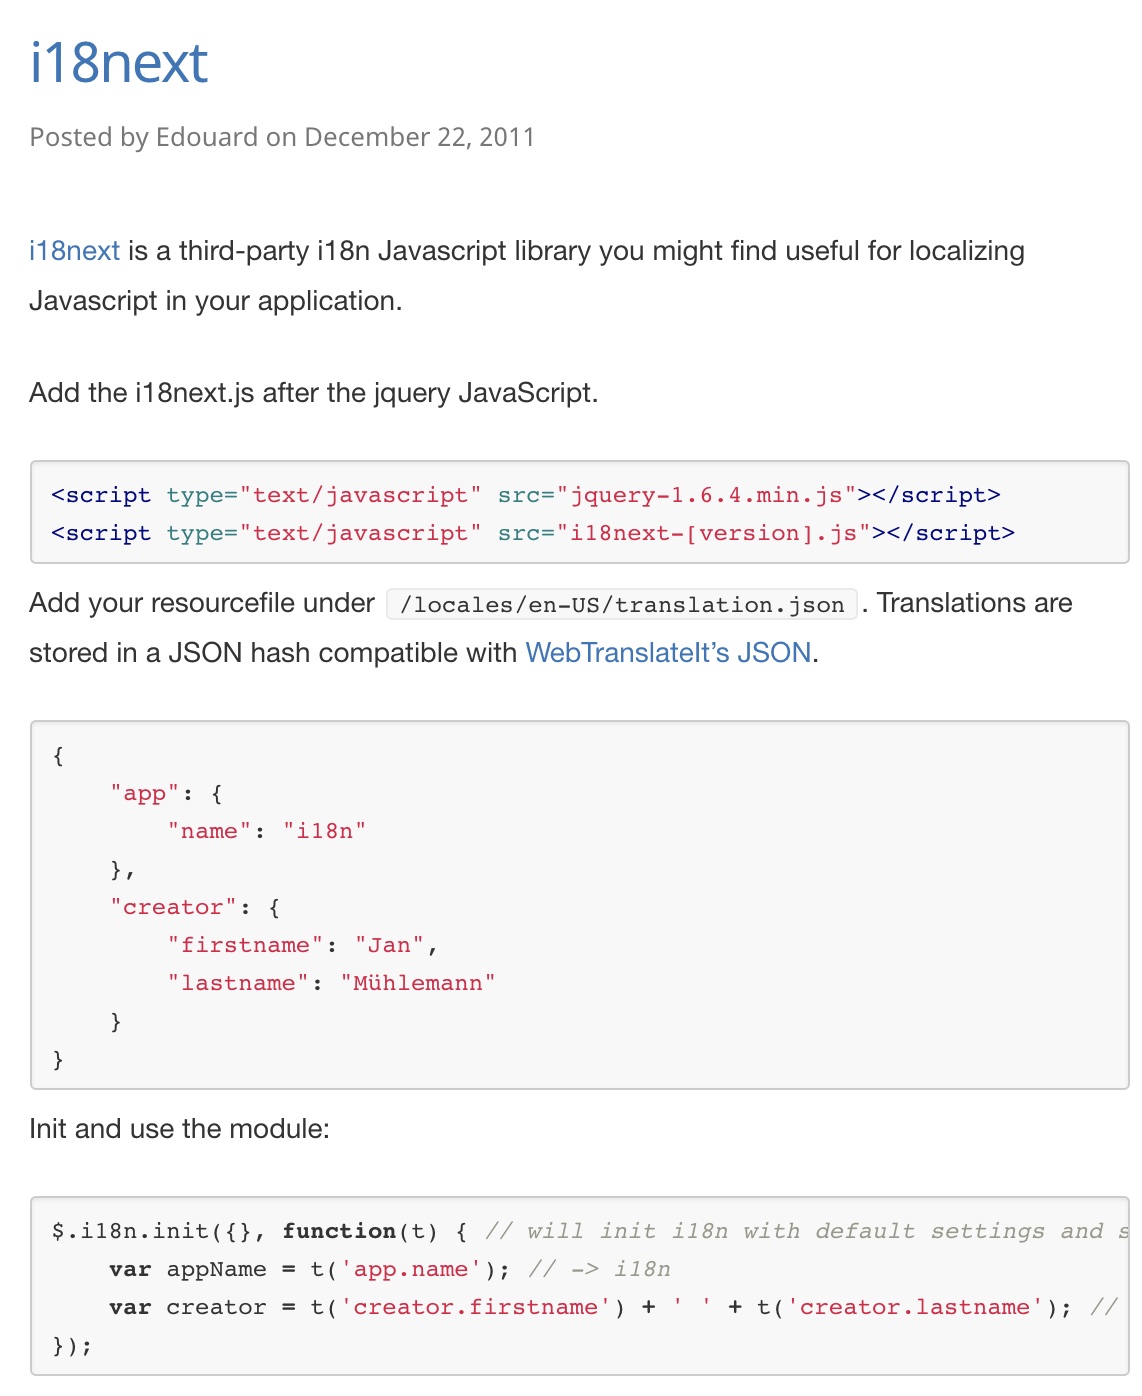 i18next
Posted by Edouard on December 22, 2011
i18next is a third-party i18n Javascript library you might find useful for localizing
Javascript in your application.
Add the i18next.js after the jquery JavaScript.
<script type="text/javascript" src="jquery-1.6.4.min.js"></script>
<script type="text/javascript" src="i18next-[version].js"></script>
Add your resourcefile under /locales/en-US/translation.json. Translations are
stored in a JSON hash compatible with WebTranslateIt’s JSON.
{
    "app": {
        "name": "i18n"
    },
    "creator": {
        "firstname": "Jan",
        "lastname": "Mühlemann"
    }
}
Init and use the module:
$.i18n.init({}, function(t) { // will init i18n with default settings and
    var appName = t('app.name'); // -> i18n
    var creator = t('creator.firstname') + ' ' + t('creator.lastname'); //
});